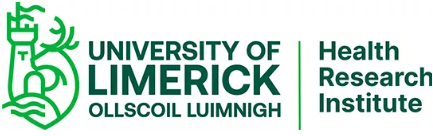 UNIVERSITY OF
LIMERICK
OLLSCOIL LUIMNIGH
Health
Research
Institute